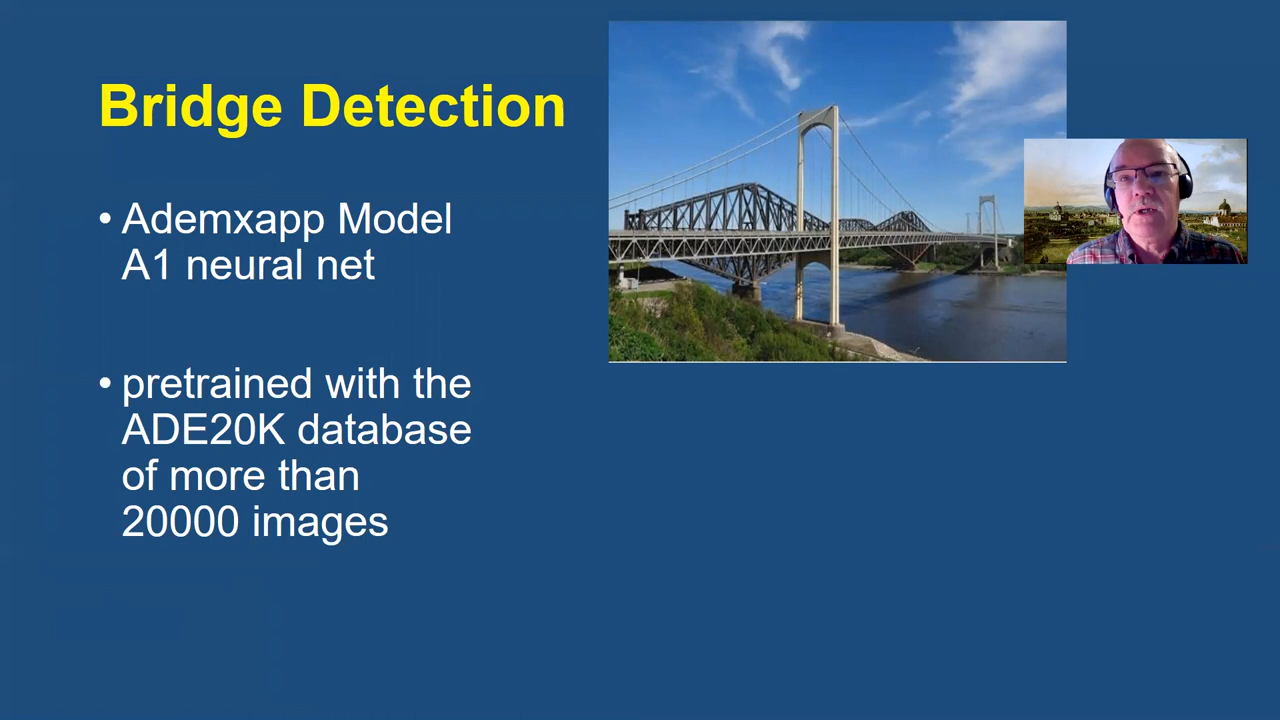 Bridge Detection
• Ademxapp Model
A1 neural net
• pretrained with the
ADE20K database
of more than
20000 images